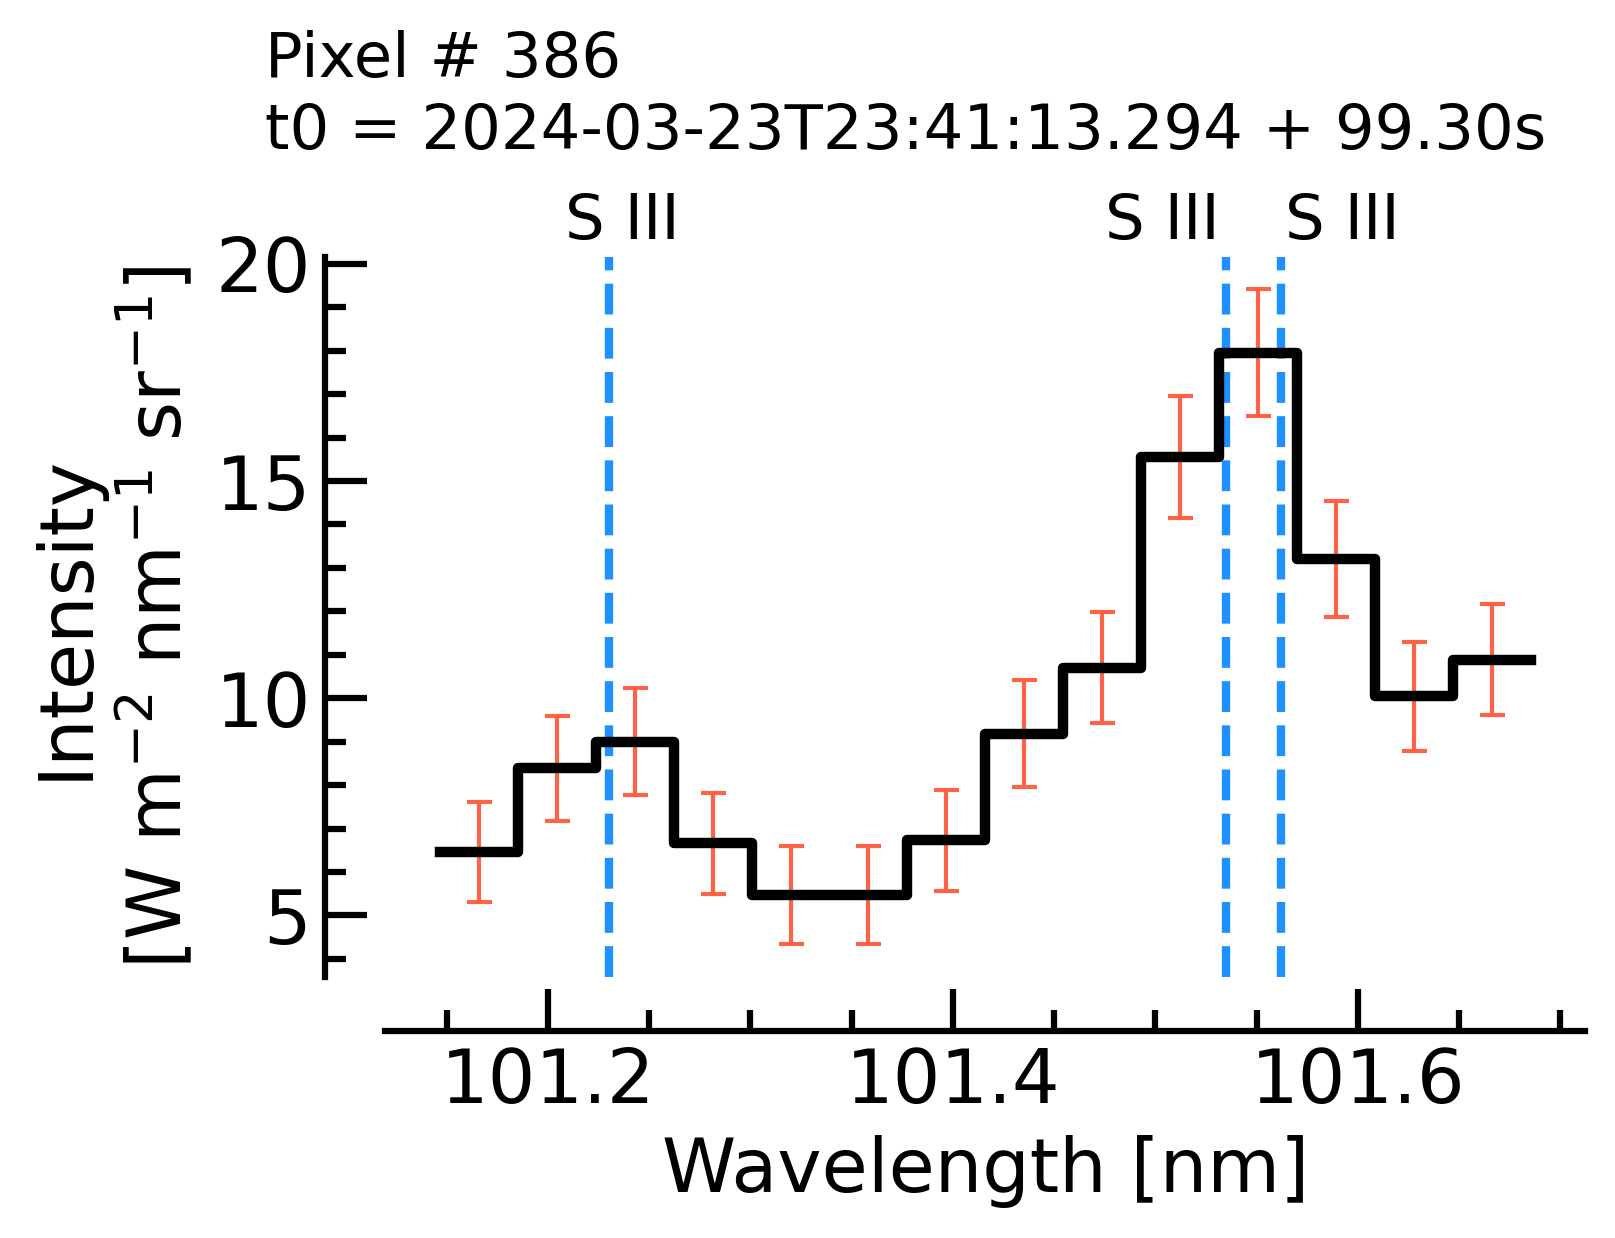 Pixel # 386
t0 = 2024-03-23T23:41:13.294 + 99.30s
S III S III S III
20
15
10
5
Intensity
[W m⁻² nm⁻¹ sr⁻¹]
101.2 101.4 101.6
Wavelength [nm]